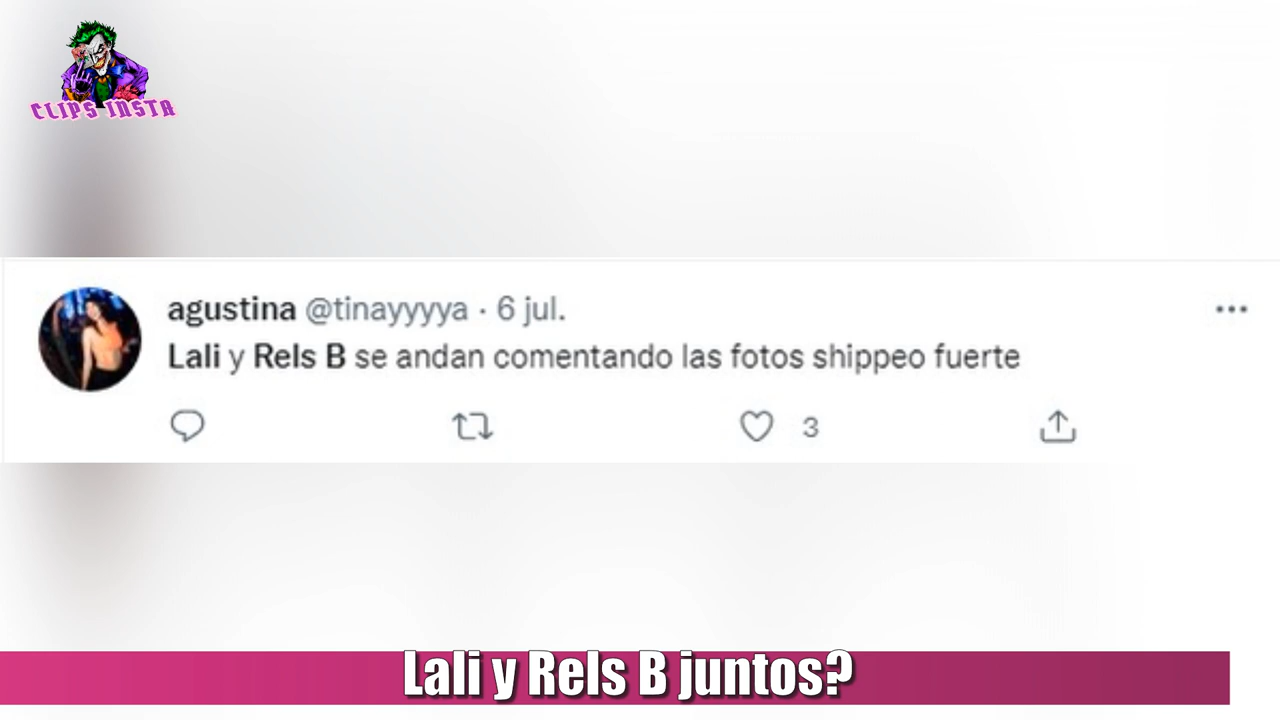 CLIPS INSTA
agustina @tinayyyya · 6 jul.
Lali y Rels B se andan comentando las fotos shippeo fuerte
3
Lali y Rels B juntos?